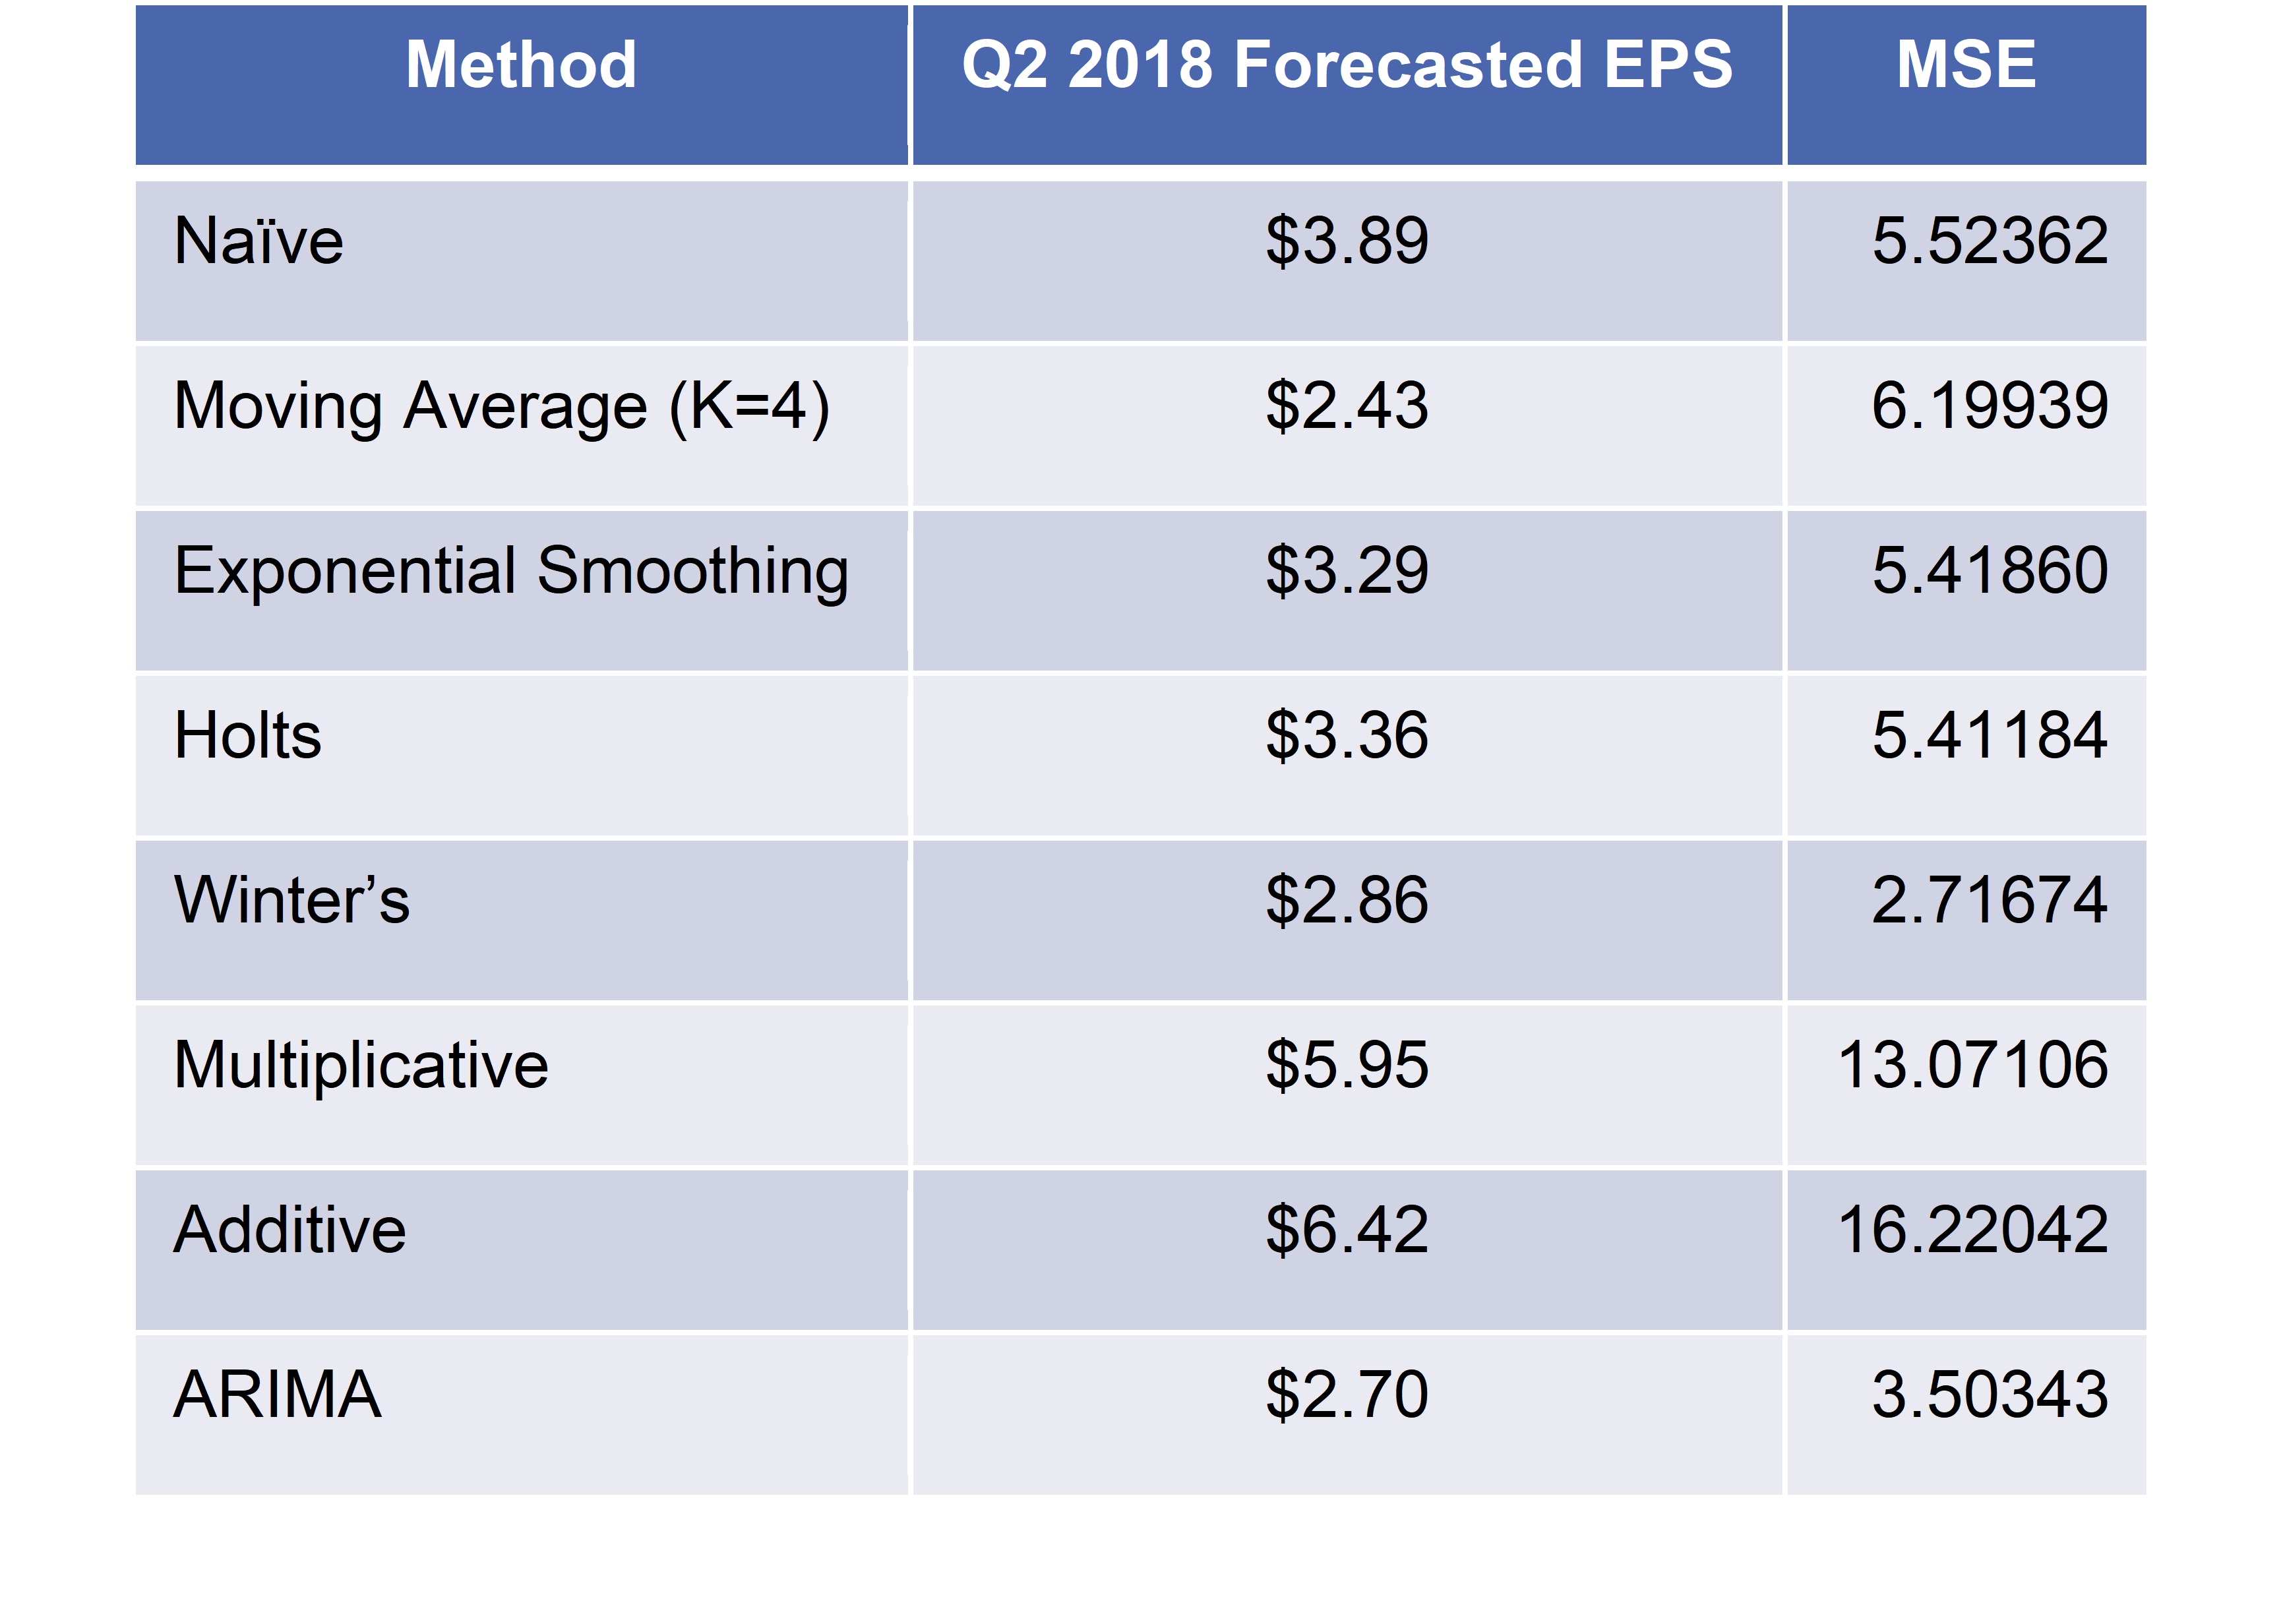 Method Q2 2018 Forecasted EPS MSE
Naïve $3.89 5.52362
Moving Average (K=4) $2.43 6.19939
Exponential Smoothing $3.29 5.41860
Holts $3.36 5.41184
Winter’s $2.86 2.71674
Multiplicative $5.95 13.07106
Additive $6.42 16.22042
ARIMA $2.70 3.50343